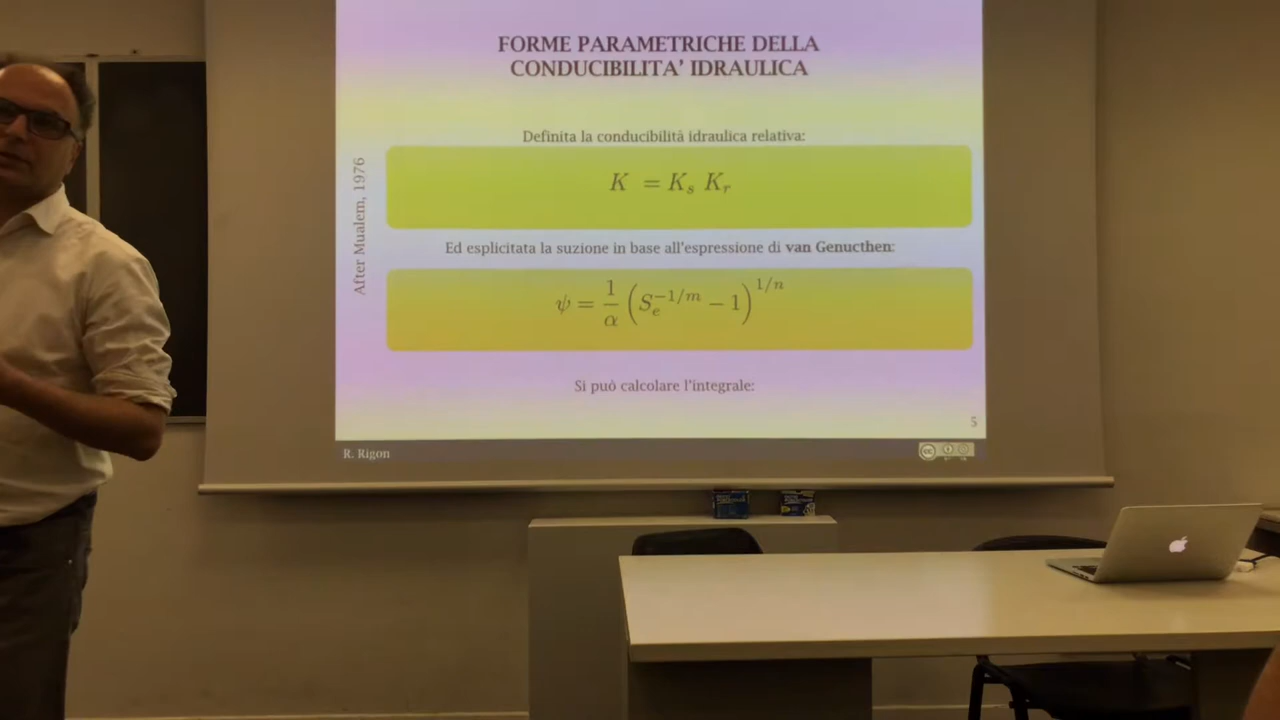 FORME PARAMETRICHE DELLA
CONDUCIBILITA' IDRAULICA
Definita la conducibilità idraulica relativa:
K = K_s K_r
After Mualem, 1976
Ed esplicitata la suzione in base all'espressione di van Genucthen:
ψ = 1/α (S_e^{-1/m} − 1)^{1/n}
Si può calcolare l'integrale:
5
R. Rigon
cc